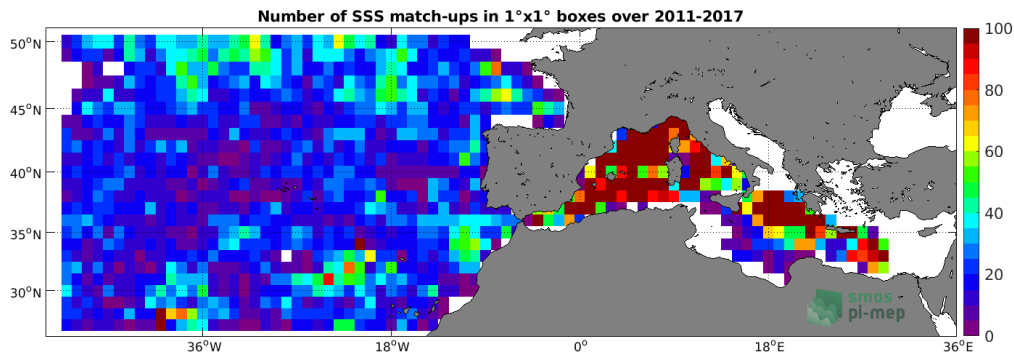 Number of SSS match-ups in 1°x1° boxes over 2011-2017
50°N
45°N
40°N
35°N
30°N
36°W
18°W
0°
18°E
36°E
100
80
60
40
20
0
smos
pi-mep